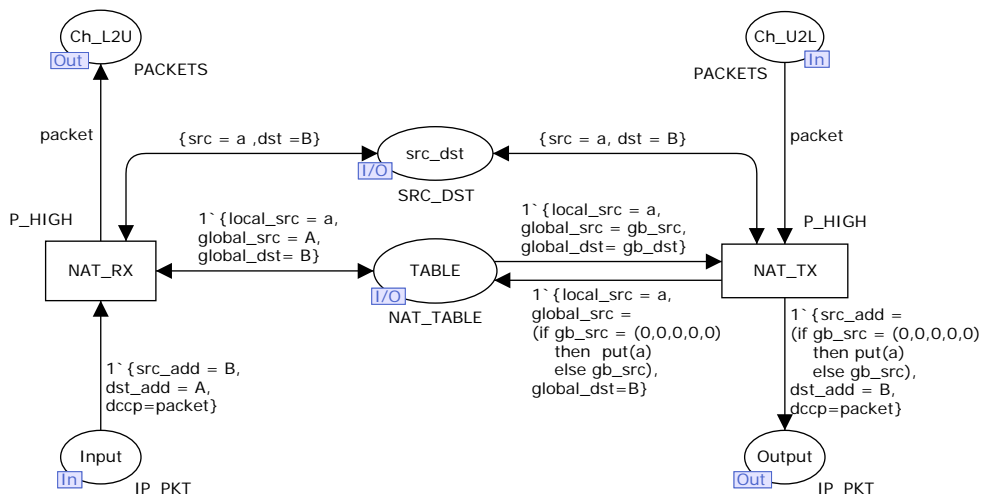 Ch_L2U
Out
PACKETS
Ch_U2L
In
PACKETS
packet
packet
{src = a ,dst =B}
src_dst
I/O
SRC_DST
{src = a, dst = B}
P_HIGH
NAT_RX
1`{local_src = a,
global_src = A,
global_dst= B}
TABLE
I/O
NAT_TABLE
1`{local_src = a,
global_src = gb_src,
global_dst= gb_dst}
P_HIGH
NAT_TX
1`{local_src = a,
global_src =
(if gb_src = (0,0,0,0,0)
then put(a)
else gb_src),
global_dst=B}
1`{src_add =
(if gb_src = (0,0,0,0,0)
then put(a)
else gb_src),
dst_add = B,
dccp=packet}
1`{src_add = B,
dst_add = A,
dccp=packet}
Input
In
IP_PKT
Output
Out
IP_PKT